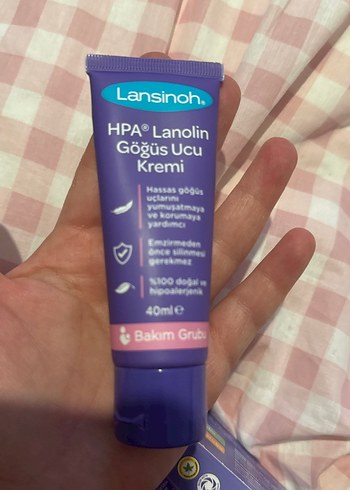 Lansinoh®
HPA® Lanolin
Göğüs Ucu
Kremi
Hassas göğüs
uçlarını
yumuşatmaya
ve korumaya
yardımcı
Emzirmeden
önce silinmesi
gerekmez
%100 doğal ve
hipoalerjenik
40ml ℮
Bakım Grubu